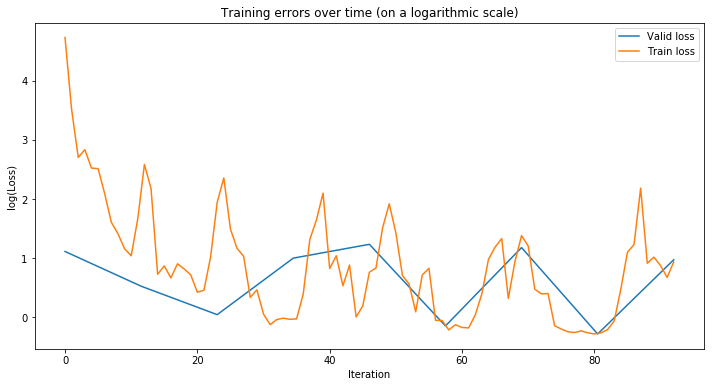 Training errors over time (on a logarithmic scale)
Valid loss
Train loss
log(Loss)
4
3
2
1
0
0 20 40 60 80
Iteration